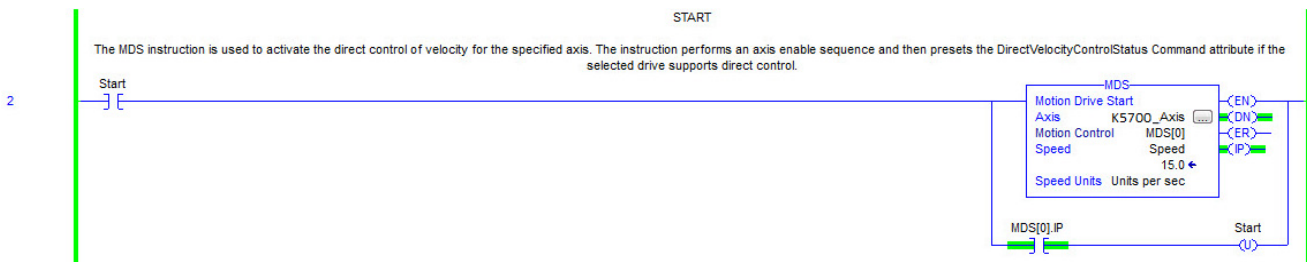 START
The MDS instruction is used to activate the direct control of velocity for the specified axis. The instruction performs an axis enable sequence and then presets the DirectVelocityControlStatus Command attribute if the
selected drive supports direct control.
Start
2
MDS
Motion Drive Start
Axis K5700_Axis ...
Motion Control MDS[0]
Speed Speed
15.0
Speed Units Units per sec
EN
DN
ER
IP
MDS[0].IP
Start
U